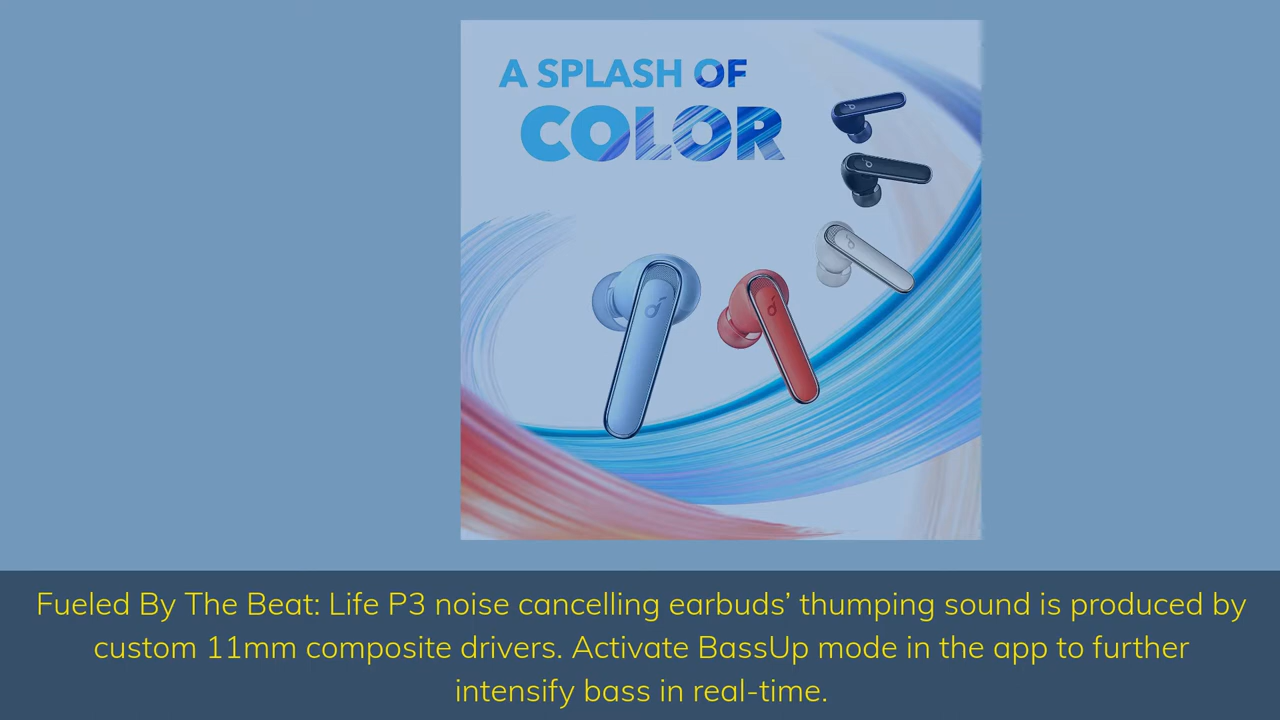 A SPLASH OF
COLOR
Fueled By The Beat: Life P3 noise cancelling earbuds’ thumping sound is produced by
custom 11mm composite drivers. Activate BassUp mode in the app to further
intensify bass in real-time.